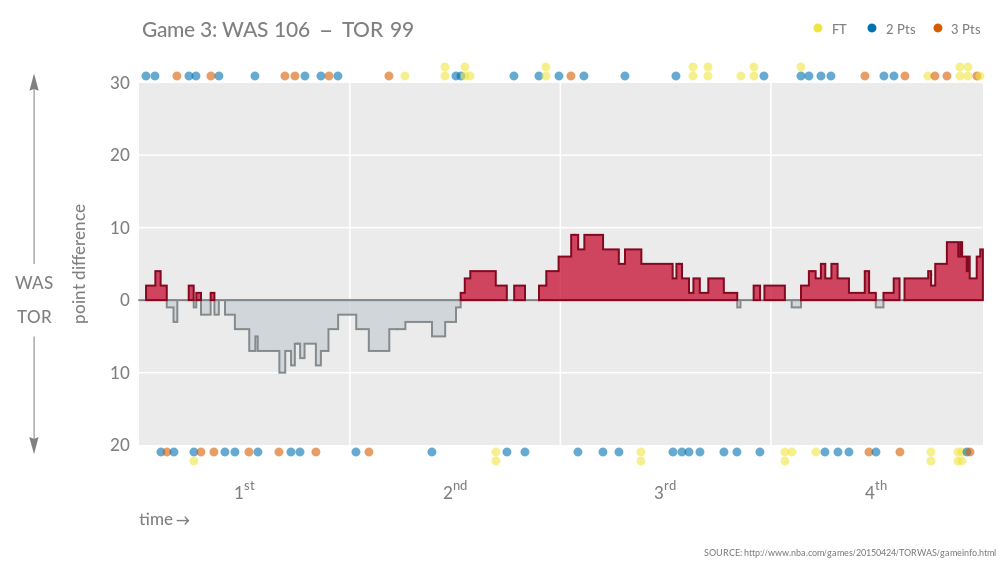 Game 3: WAS 106 – TOR 99
FT 2 Pts 3 Pts
30
20
10
0
10
20
WAS
TOR
point difference
1st 2nd 3rd 4th
time→
SOURCE: http://www.nba.com/games/20150424/TORWAS/gameinfo.html